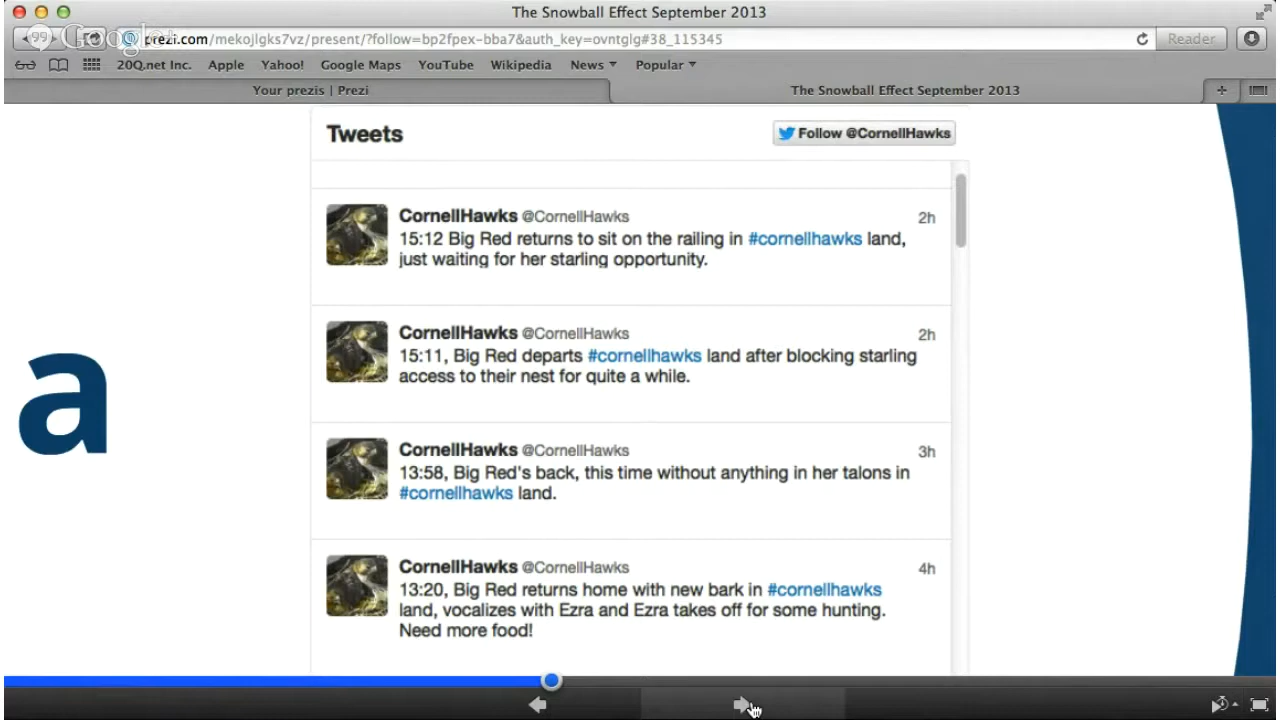 The Snowball Effect September 2013
99 Google+
prezi.com/mekojlgks7vz/present/?follow=bp2fpex-bba7&auth_key=ovntglg#38_115345
Reader
20Q.net Inc. Apple Yahoo! Google Maps YouTube Wikipedia News Popular
Your prezis | Prezi
The Snowball Effect September 2013
Tweets
Follow @CornellHawks
CornellHawks @CornellHawks 2h
15:12 Big Red returns to sit on the railing in #cornellhawks land,
just waiting for her starling opportunity.
CornellHawks @CornellHawks 2h
15:11, Big Red departs #cornellhawks land after blocking starling
access to their nest for quite a while.
a
CornellHawks @CornellHawks 3h
13:58, Big Red's back, this time without anything in her talons in
#cornellhawks land.
CornellHawks @CornellHawks 4h
13:20, Big Red returns home with new bark in #cornellhawks
land, vocalizes with Ezra and Ezra takes off for some hunting.
Need more food!